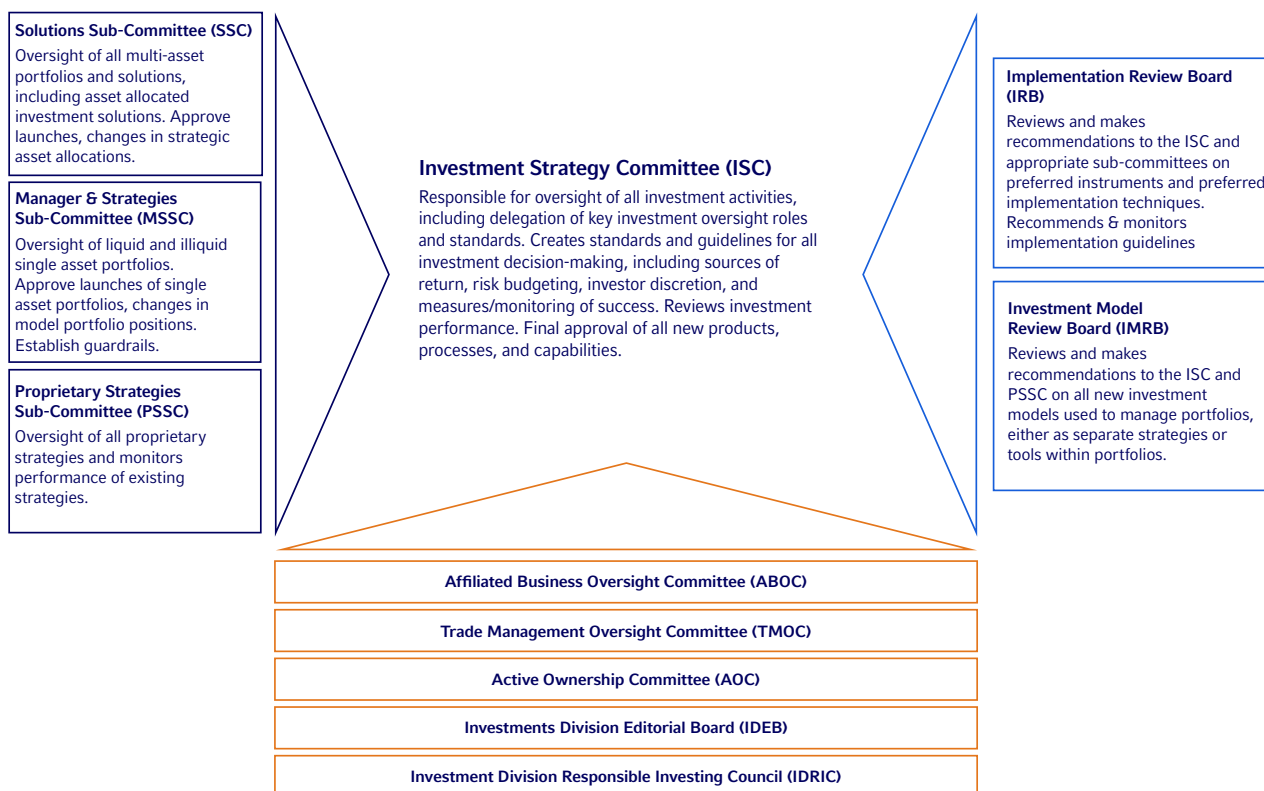 Solutions Sub-Committee (SSC)
Oversight of all multi-asset
portfolios and solutions,
including asset allocated
investment solutions. Approve
launches, changes in strategic
asset allocations.
Manager & Strategies
Sub-Committee (MSSC)
Oversight of liquid and illiquid
single asset portfolios.
Approve launches of single
asset portfolios, changes in
model portfolio positions.
Establish guardrails.
Proprietary Strategies
Sub-Committee (PSSC)
Oversight of all proprietary
strategies and monitors
performance of existing
strategies.
Investment Strategy Committee (ISC)
Responsible for oversight of all investment activities,
including delegation of key investment oversight roles
and standards. Creates standards and guidelines for all
investment decision-making, including sources of
return, risk budgeting, investor discretion, and
measures/monitoring of success. Reviews investment
performance. Final approval of all new products,
processes, and capabilities.
Implementation Review Board
(IRB)
Reviews and makes
recommendations to the ISC and
appropriate sub-committees on
preferred instruments and preferred
implementation techniques.
Recommends & monitors
implementation guidelines
Investment Model
Review Board (IMRB)
Reviews and makes
recommendations to the ISC and
PSSC on all new investment
models used to manage portfolios,
either as separate strategies or
tools within portfolios.
Affiliated Business Oversight Committee (ABOC)
Trade Management Oversight Committee (TMOC)
Active Ownership Committee (AOC)
Investments Division Editorial Board (IDEB)
Investment Division Responsible Investing Council (IDRIC)